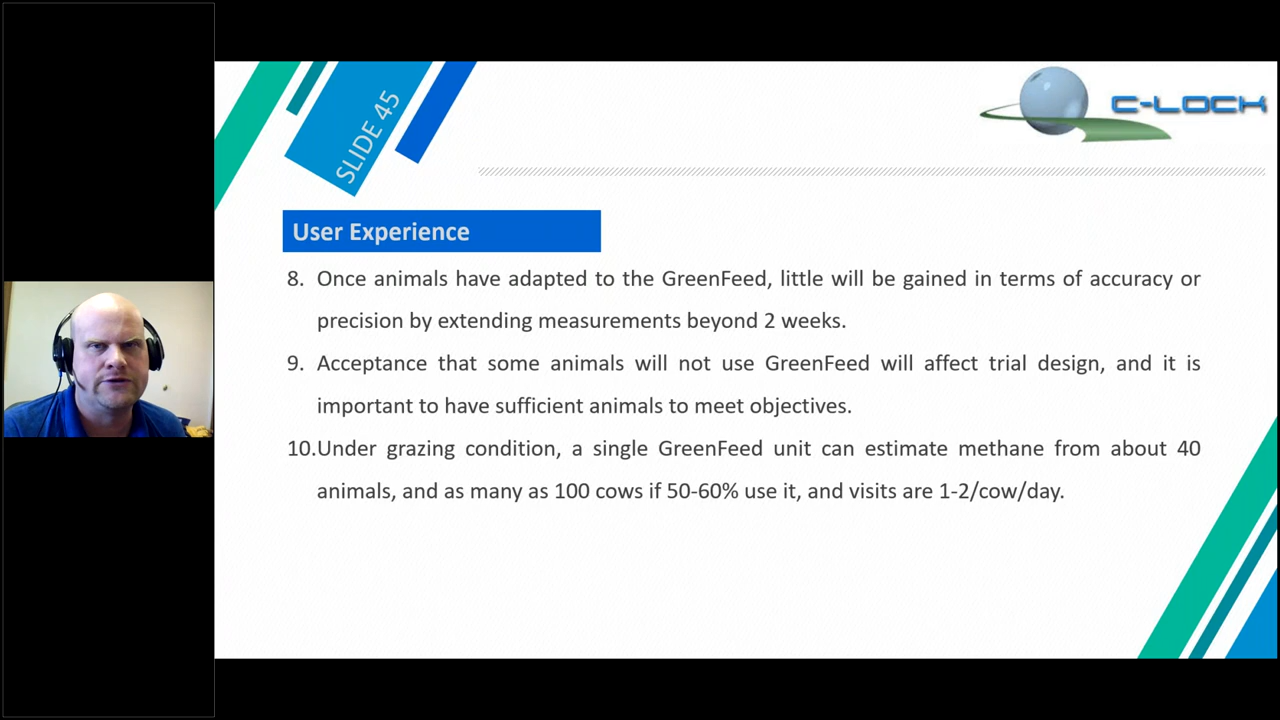 SLIDE 45
C-LOCK
User Experience
8. Once animals have adapted to the GreenFeed, little will be gained in terms of accuracy or
precision by extending measurements beyond 2 weeks.
9. Acceptance that some animals will not use GreenFeed will affect trial design, and it is
important to have sufficient animals to meet objectives.
10.Under grazing condition, a single GreenFeed unit can estimate methane from about 40
animals, and as many as 100 cows if 50-60% use it, and visits are 1-2/cow/day.